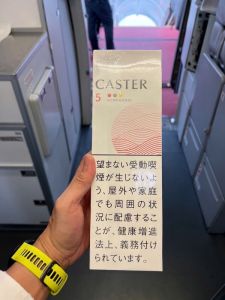 CASTER
5
望まない受動喫
煙が生じないよ
う、屋外や家庭
でも周囲の状
況に配慮するこ
とが、健康増進
法上、義務付け
られています。